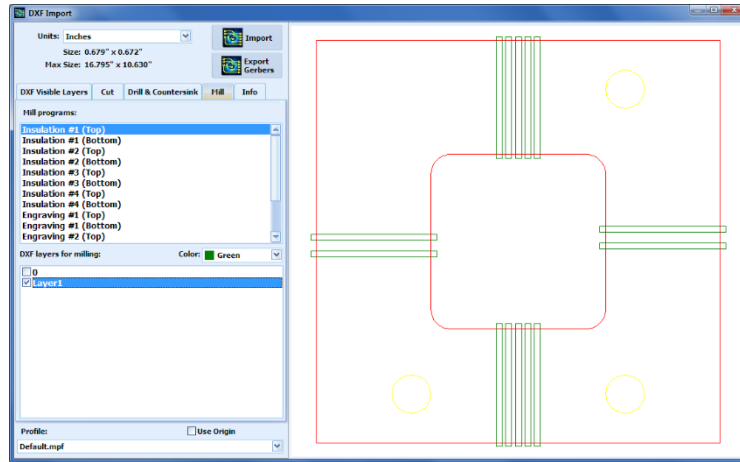 DXF Import
Units: Inches
Import
Size: 0.679" x 0.672"
Max Size: 16.795" x 10.630"
Export
Gerbers
DXF Visible Layers Cut Drill & Countersink Mill Info
Mill programs:
Insulation #1 (Top)
Insulation #1 (Bottom)
Insulation #2 (Top)
Insulation #2 (Bottom)
Insulation #3 (Top)
Insulation #3 (Bottom)
Insulation #4 (Top)
Insulation #4 (Bottom)
Engraving #1 (Top)
Engraving #1 (Bottom)
Engraving #2 (Top)
DXF layers for milling: Color: Green
0
Layer1
Profile: Use Origin
Default.mpf